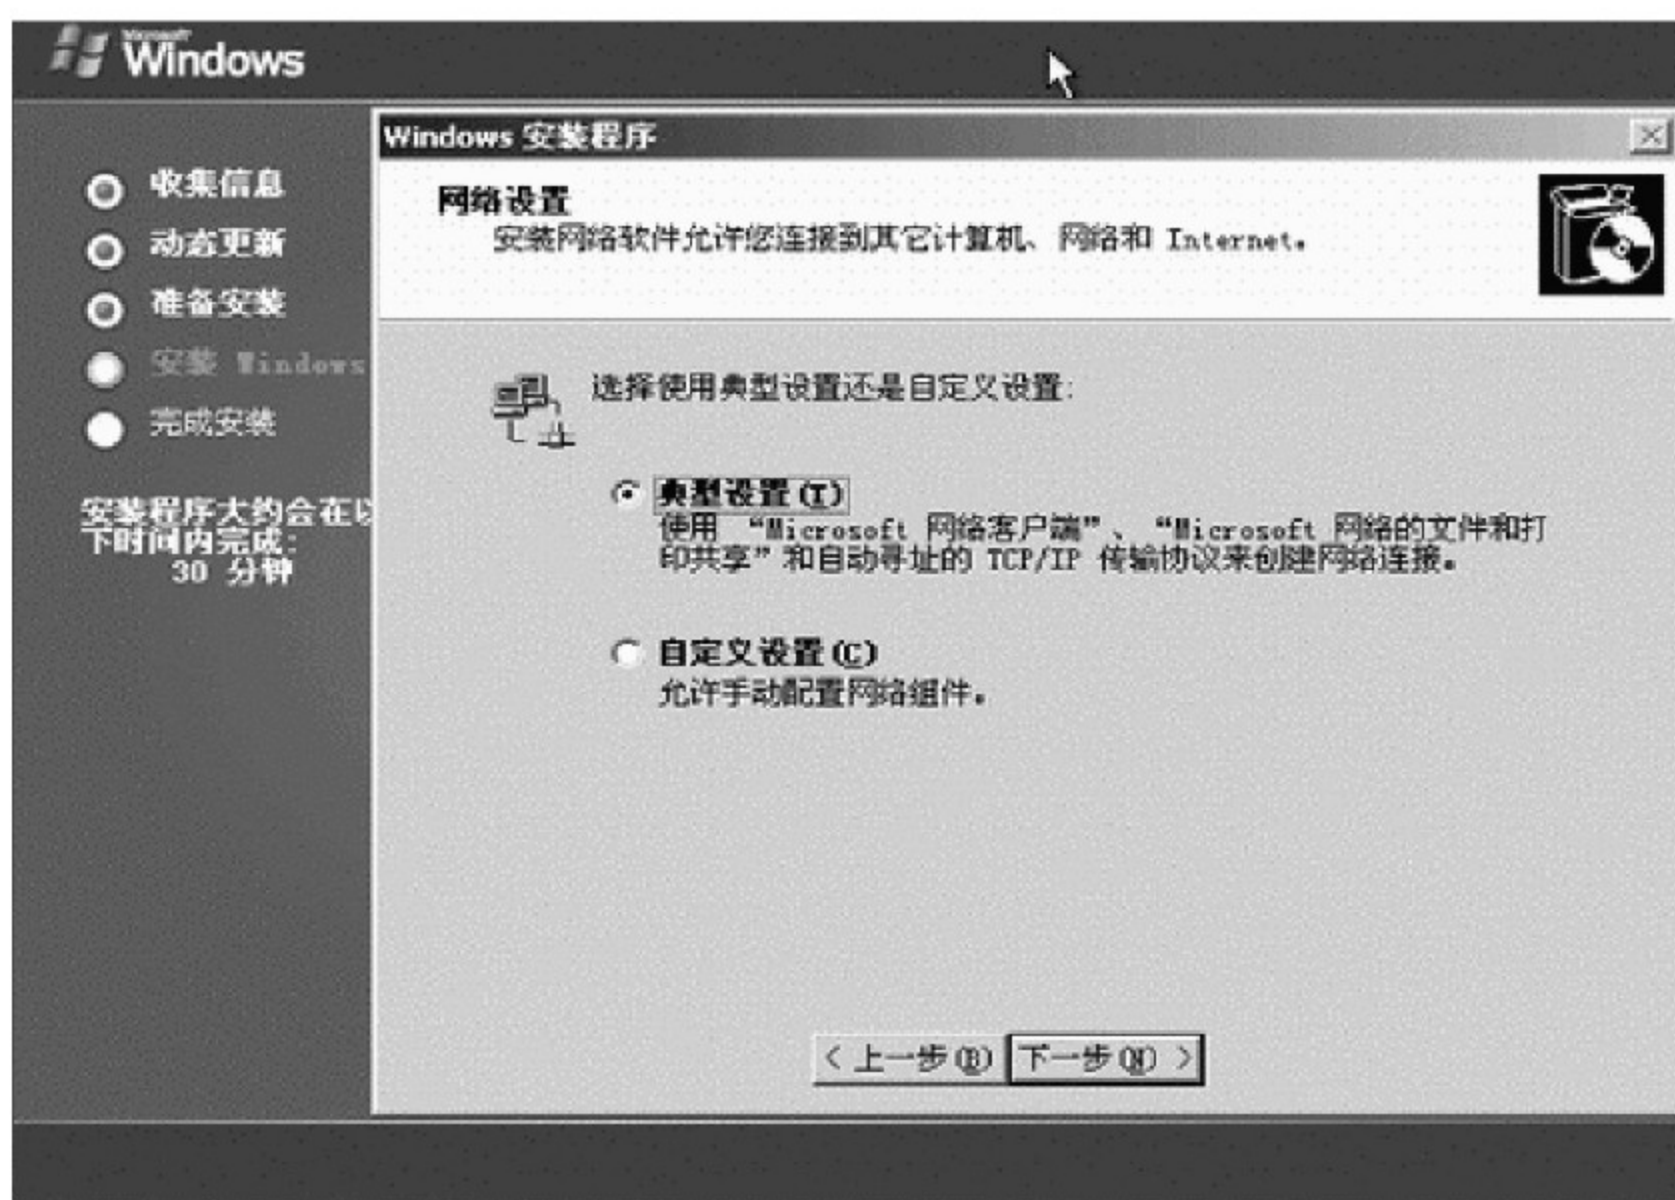 Microsoft
Windows
Windows 安装程序
收集信息
动态更新
准备安装
安装 Windows
完成安装
安装程序大约会在以
下时间内完成:
30 分钟
网络设置
安装网络软件允许您连接到其它计算机、网络和 Internet。
选择使用典型设置还是自定义设置:
典型设置(T)
使用 “Microsoft 网络客户端”、“Microsoft 网络的文件和打
印共享”和自动寻址的 TCP/IP 传输协议来创建网络连接。
自定义设置(C)
允许手动配置网络组件。
< 上一步(B)
下一步(N) >